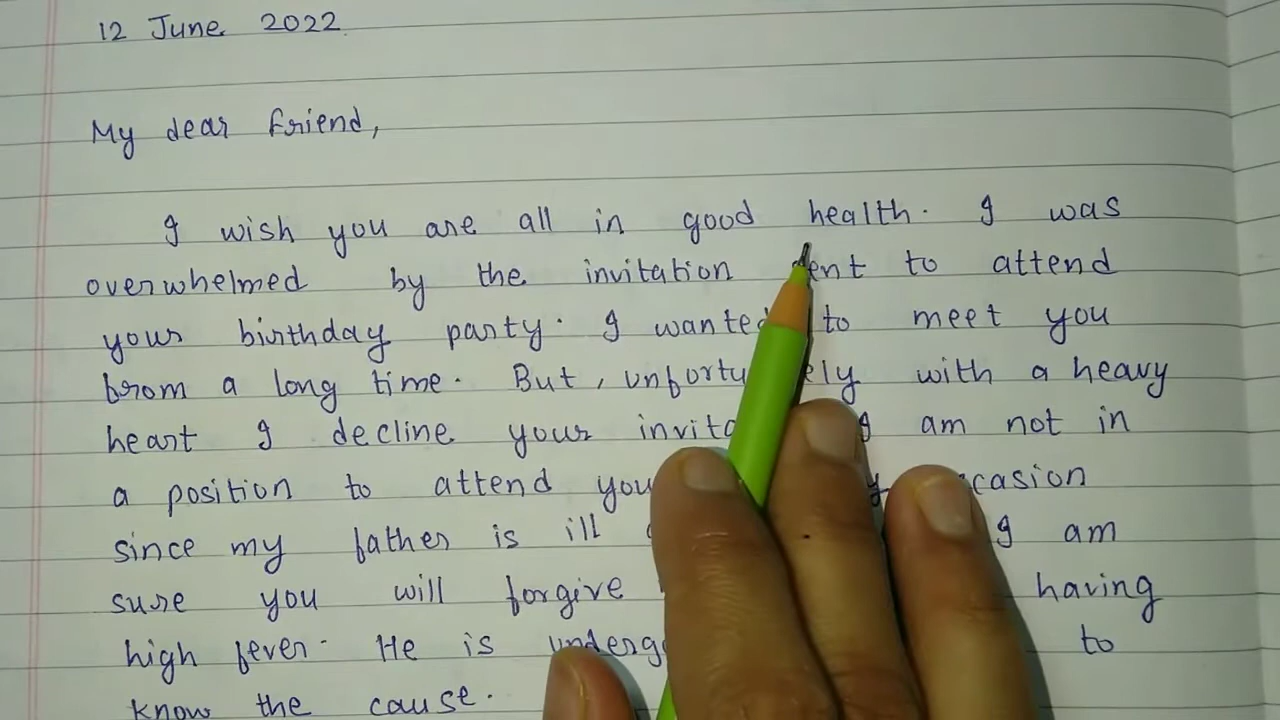 12 June 2022
My dear friend,
I wish you are all in good health. I was
overwhelmed by the invitation sent to attend
your birthday party. I wanted to meet you
from a long time. But, unfortunately with a heavy
heart I decline your I am not in
a position to attend occasion
since my father is ill I am
sure you will forgive having
high fever. He is to
know the cause.